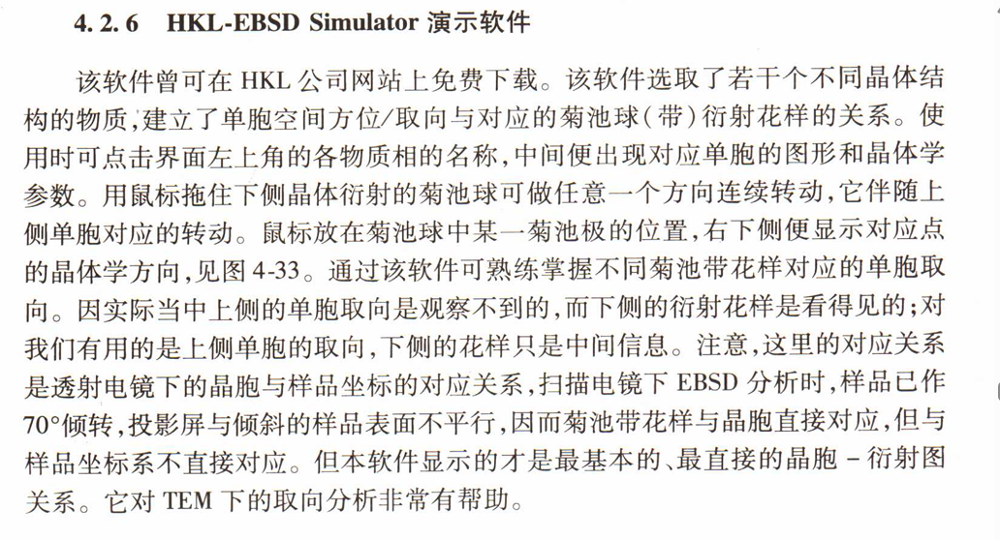 4.2.6 HKL-EBSD Simulator 演示软件
该软件曾可在 HKL 公司网站上免费下载。该软件选取了若干个不同晶体结
构的物质,建立了单胞空间方位/取向与对应的菊池球(带)衍射花样的关系。使
用时可点击界面左上角的各物质相的名称,中间便出现对应单胞的图形和晶体学
参数。用鼠标拖住下侧晶体衍射的菊池球可做任意一个方向连续转动,它伴随上
侧单胞对应的转动。鼠标放在菊池球中某一菊池极的位置,右下侧便显示对应点
的晶体学方向,见图 4-33。通过该软件可熟练掌握不同菊池带花样对应的单胞取
向。因实际当中上侧的单胞取向是观察不到的,而下侧的衍射花样是看得见的;对
我们有用的是上侧单胞的取向,下侧的花样只是中间信息。注意,这里的对应关系
是透射电镜下的晶胞与样品坐标的对应关系,扫描电镜下 EBSD 分析时,样品已作
70°倾转,投影屏与倾斜的样品表面不平行,因而菊池带花样与晶胞直接对应,但与
样品坐标系不直接对应。但本软件显示的才是最基本的、最直接的晶胞－衍射图
关系。它对 TEM 下的取向分析非常有帮助。